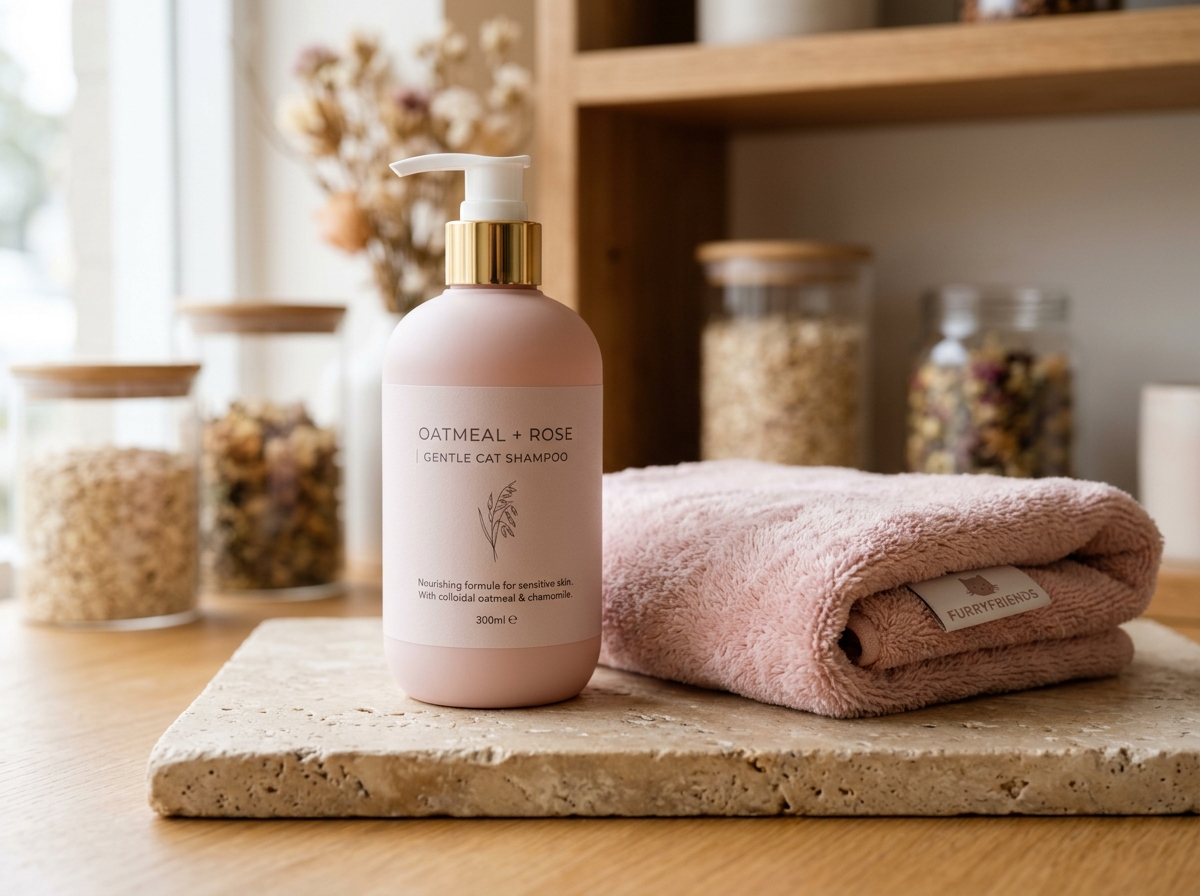 OATMEAL + ROSE
GENTLE CAT SHAMPOO
Nourishing formula for sensitive skin.
With colloidal oatmeal & chamomile.
300ml ℮
FURRYFRIENDS